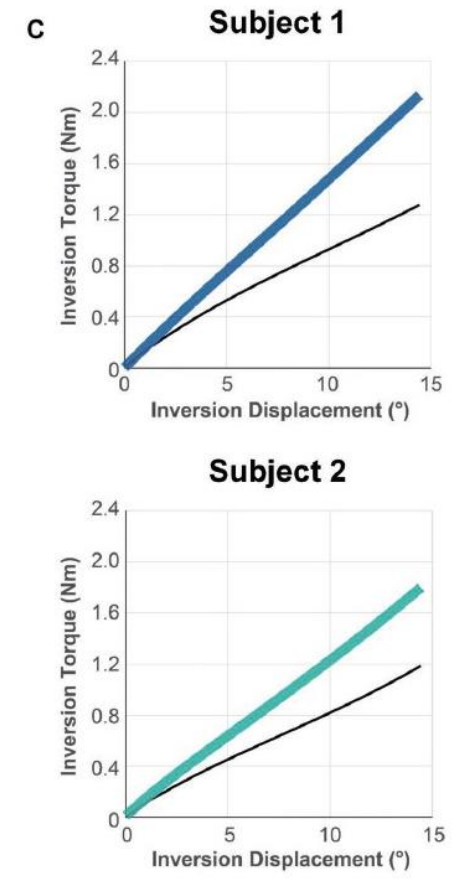 C
Subject 1
Inversion Torque (Nm)
2.4
2.0
1.6
1.2
0.8
0.4
0
0 5 10 15
Inversion Displacement (°)
Subject 2
Inversion Torque (Nm)
2.4
2.0
1.6
1.2
0.8
0.4
0
0 5 10 15
Inversion Displacement (°)